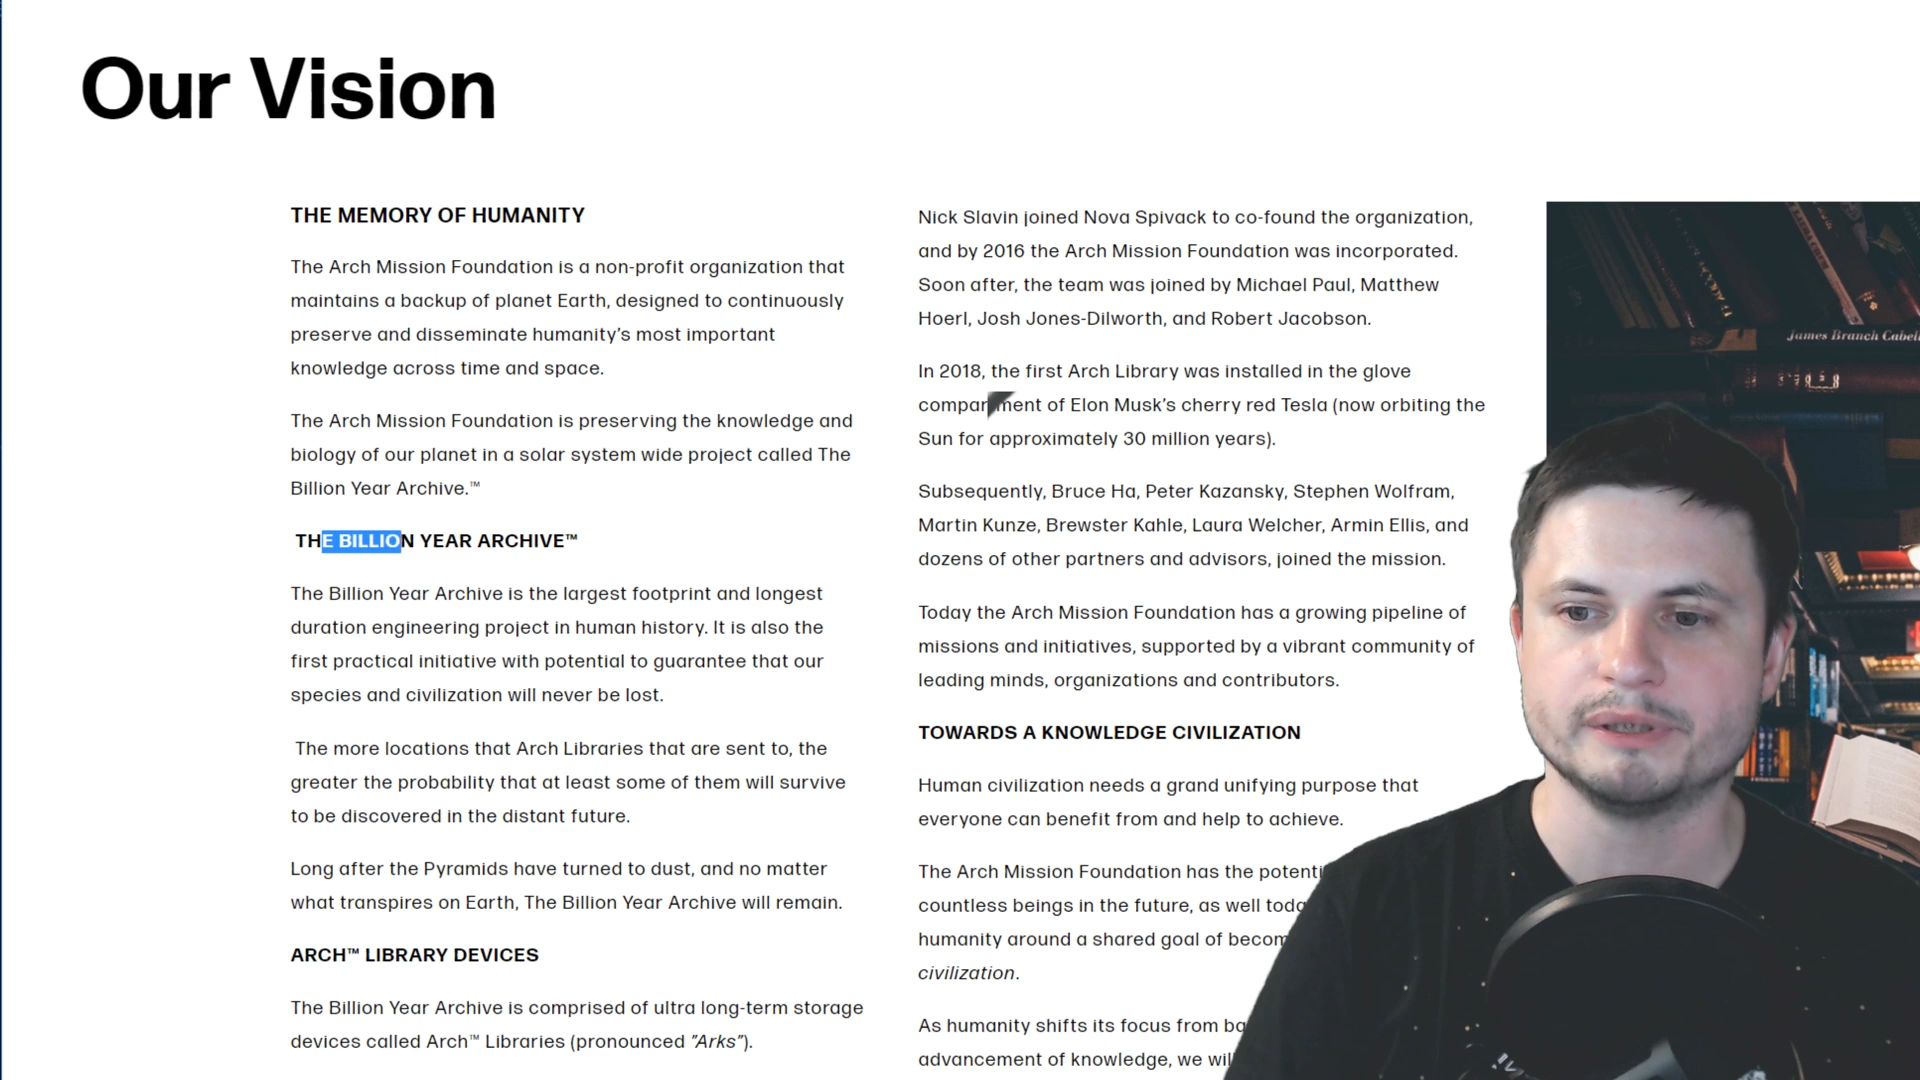 Our Vision
THE MEMORY OF HUMANITY
The Arch Mission Foundation is a non-profit organization that
maintains a backup of planet Earth, designed to continuously
preserve and disseminate humanity's most important
knowledge across time and space.
The Arch Mission Foundation is preserving the knowledge and
biology of our planet in a solar system wide project called The
Billion Year Archive.™
THE BILLION YEAR ARCHIVE™
The Billion Year Archive is the largest footprint and longest
duration engineering project in human history. It is also the
first practical initiative with potential to guarantee that our
species and civilization will never be lost.
The more locations that Arch Libraries that are sent to, the
greater the probability that at least some of them will survive
to be discovered in the distant future.
Long after the Pyramids have turned to dust, and no matter
what transpires on Earth, The Billion Year Archive will remain.
ARCH™ LIBRARY DEVICES
The Billion Year Archive is comprised of ultra long-term storage
devices called Arch™ Libraries (pronounced "Arks").
Nick Slavin joined Nova Spivack to co-found the organization,
and by 2016 the Arch Mission Foundation was incorporated.
Soon after, the team was joined by Michael Paul, Matthew
Hoerl, Josh Jones-Dilworth, and Robert Jacobson.
In 2018, the first Arch Library was installed in the glove
compartment of Elon Musk's cherry red Tesla (now orbiting the
Sun for approximately 30 million years).
Subsequently, Bruce Ha, Peter Kazansky, Stephen Wolfram,
Martin Kunze, Brewster Kahle, Laura Welcher, Armin Ellis, and
dozens of other partners and advisors, joined the mission.
Today the Arch Mission Foundation has a growing pipeline of
missions and initiatives, supported by a vibrant community of
leading minds, organizations and contributors.
TOWARDS A KNOWLEDGE CIVILIZATION
Human civilization needs a grand unifying purpose that
everyone can benefit from and help to achieve.
The Arch Mission Foundation has the potenti
countless beings in the future, as well toda
humanity around a shared goal of becom
civilization.
As humanity shifts its focus from ba
advancement of knowledge, we wil
James Branch Cabell